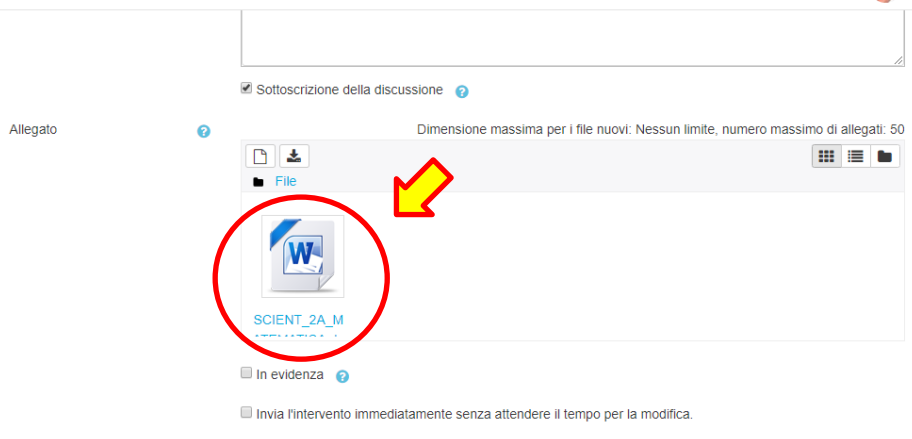 Sottoscrizione della discussione
Allegato
Dimensione massima per i file nuovi: Nessun limite, numero massimo di allegati: 50
File
W
SCIENT_2A_M
In evidenza
Invia l'intervento immediatamente senza attendere il tempo per la modifica.